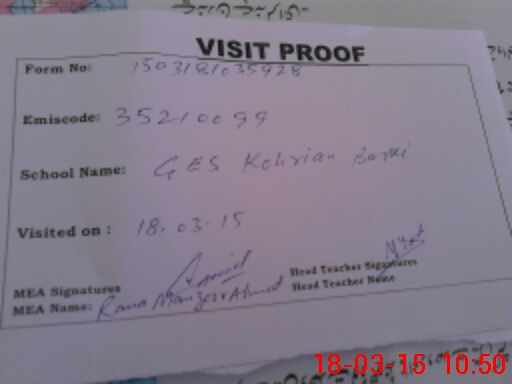 VISIT PROOF
Form No: 1503181035928
Emiscode: 35210099
School Name: GES Kohrian Barki
Visited on : 18-03-15
MEA Signatures
Head Teacher Signatures
MEA Name: Rana Manzoor Ahmed
Head Teacher Name
18-03-15 10:50